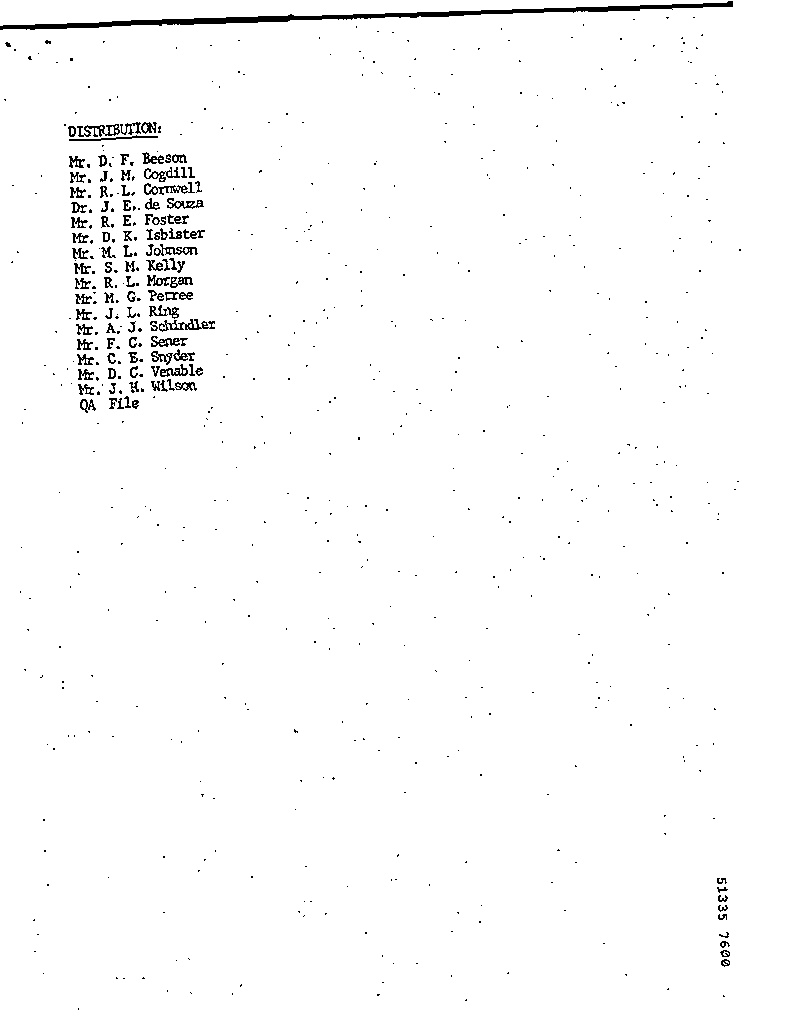 DISTRIBUTION:
Mr. D. F. Beeson
Mr. J. M. Cogdill
Mr. R. L. Cornwell
Dr. J. E. de Souza
Mr. R. E. Foster
Mr. D. K. Isbister
Mr. M. L. Johnson
Mr. S. M. Kelly
Mr. R. L. Morgan
Mr. M. G. Petree
Mr. J. L. Ring
Mr. A. J. Schindler
Mr. F. C. Sener
Mr. C. E. Snyder
Mr. D. C. Venable
Mr. J. H. Wilson
QA File
51335 7600